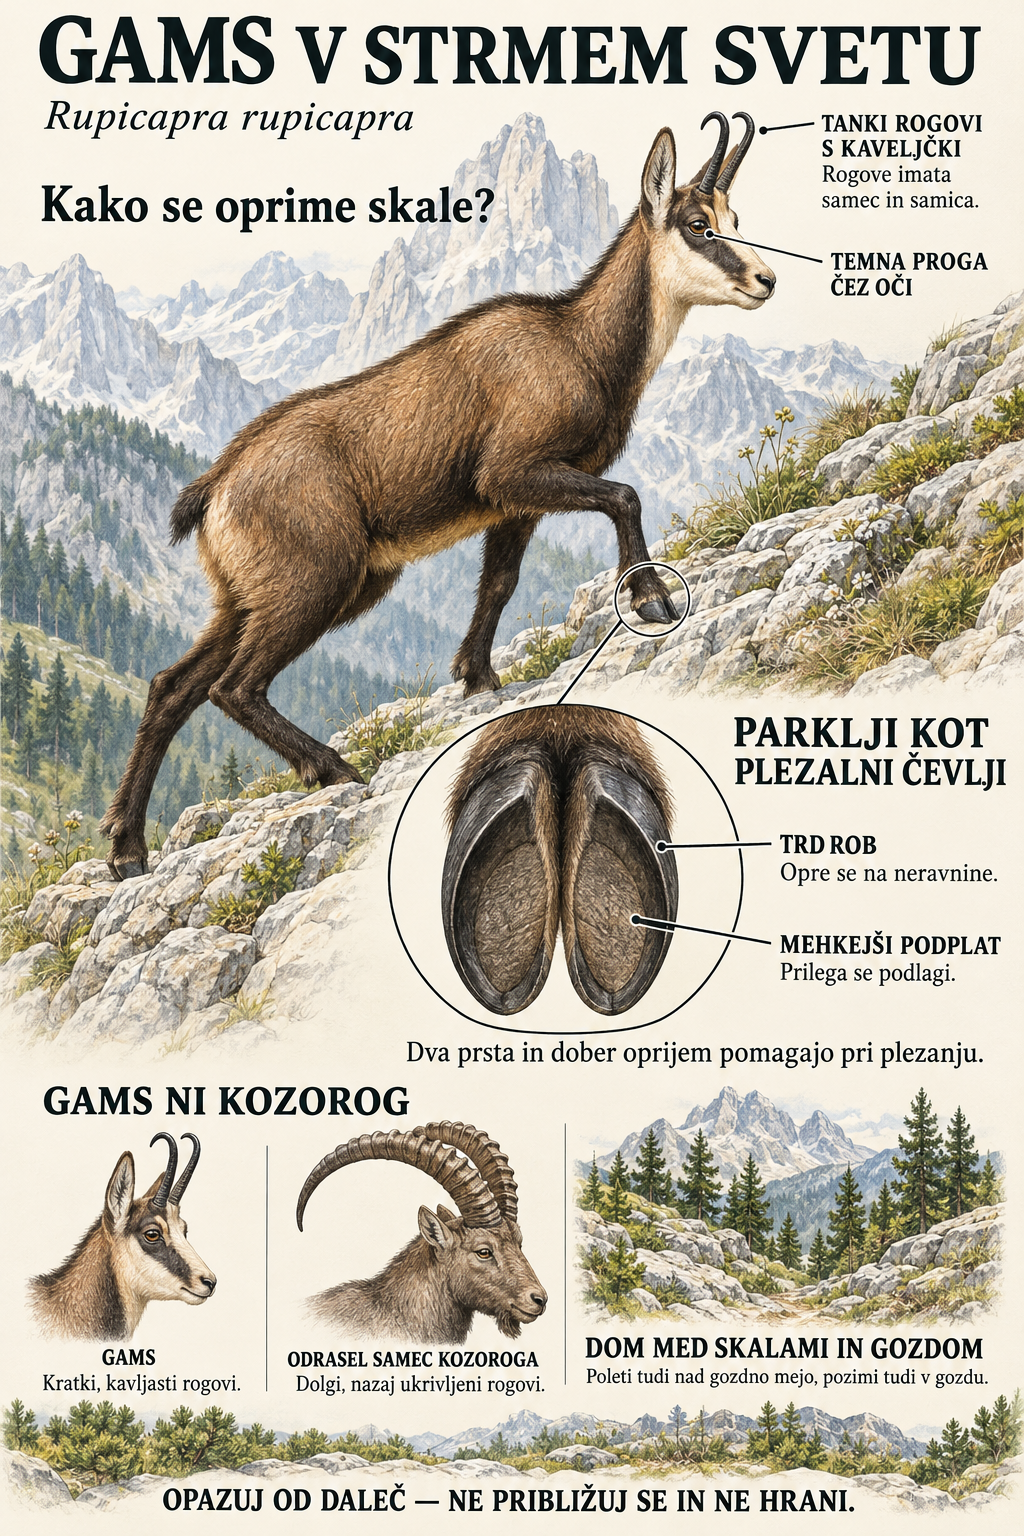 GAMS V STRMEM SVETU
Rupicapra rupicapra
Kako se oprime skale?
TANKI ROGOVI
S KAVELJČKI
Rogove imata
samec in samica.
TEMNA PROGA
ČEZ OČI
PARKLJI KOT
PLEZALNI ČEVLJI
TRD ROB
Opre se na neravnine.
MEHKEJŠI PODPLAT
Prilega se podlagi.
Dva prsta in dober oprijem pomagajo pri plezanju.
GAMS NI KOZOROG
GAMS
Kratki, kavljasti rogovi.
ODRASEL SAMEC KOZOROGA
Dolgi, nazaj ukrivljeni rogovi.
DOM MED SKALAMI IN GOZDOM
Poleti tudi nad gozdno mejo, pozimi tudi v gozdu.
OPAZUJ OD DALEČ — NE PRIBLIŽUJ SE IN NE HRANI.